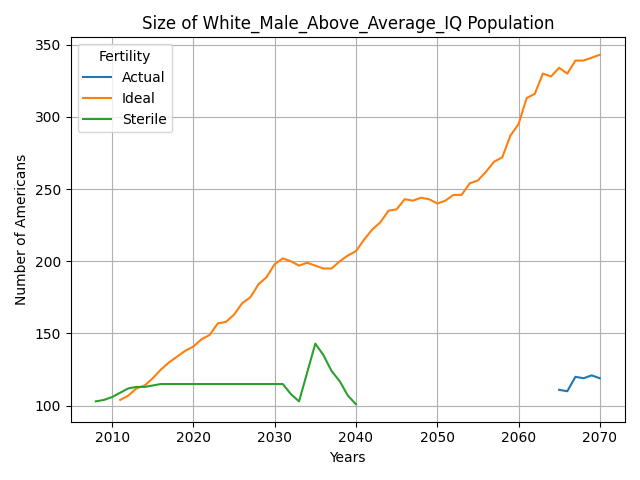 Size of White_Male_Above_Average_IQ Population
Fertility
Actual
Ideal
Sterile
Number of Americans
350
300
250
200
150
100
2010 2020 2030 2040 2050 2060 2070
Years